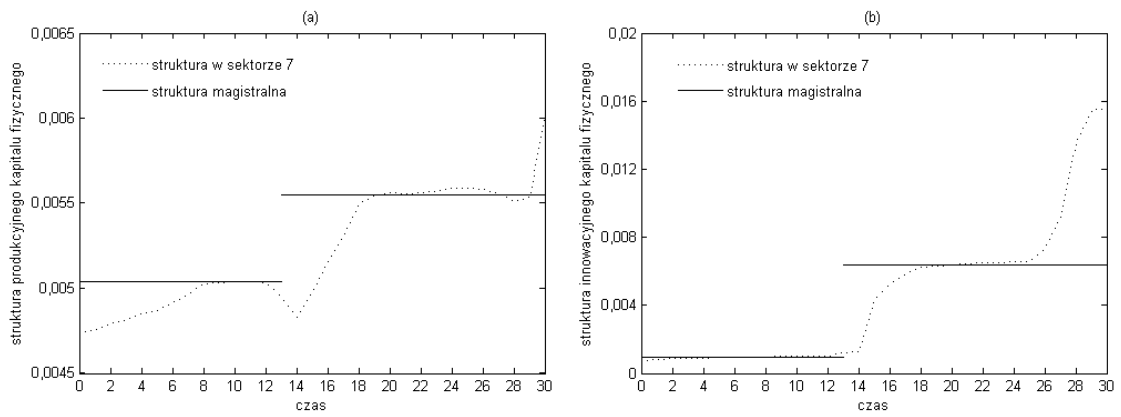 (a)
0,0065
0,006
0,0055
0,005
0,0045
struktura produkcyjnego kapitalu fizycznego
struktura w sektorze 7
struktura magistralna
0 2 4 6 8 10 12 14 16 18 20 22 24 26 28 30
czas
(b)
0,02
0,016
0,012
0,008
0,004
0
struktura innowacyjnego kapitalu fizycznego
struktura w sektorze 7
struktura magistralna
0 2 4 6 8 10 12 14 16 18 20 22 24 26 28 30
czas